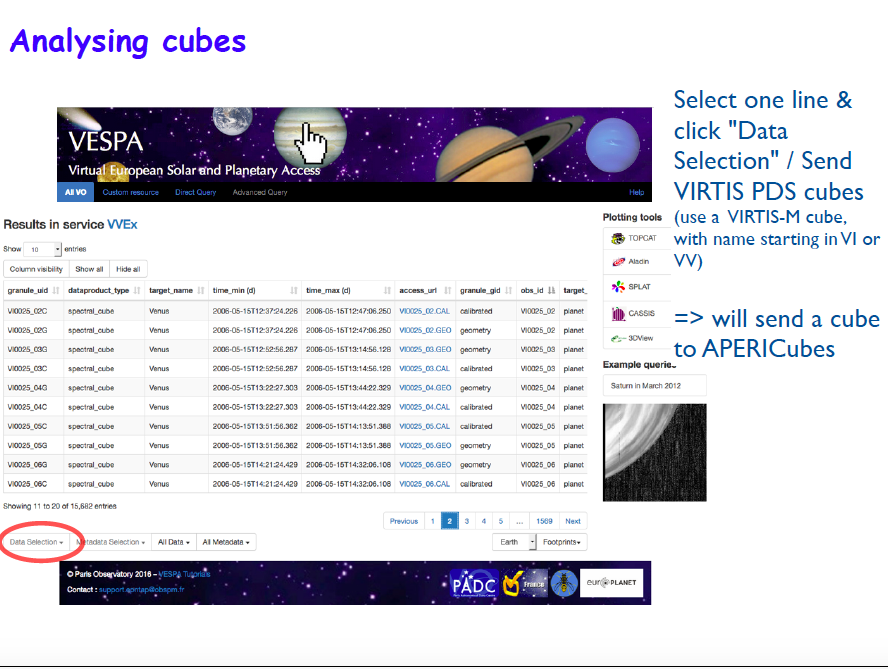 Analysing cubes
VESPA
Virtual European Solar and Planetary Access
All VO Custom resource Direct Query Advanced Query Help
Select one line &
click "Data
Selection" / Send
VIRTIS PDS cubes
(use a VIRTIS-M cube,
with name starting in VI or
VV)
=> will send a cube
to APERICubes
Results in service VVEx
Show 10 entries
Column visibility Show all Hide all
granule_uid dataproduct_type target_name time_min (d) time_max (d) access_url granule_gid obs_id target_
VI0025_02C spectral_cube Venus 2006-05-15T12:37:24.226 2006-05-15T12:47:06.250 VI0025_02.CAL calibrated VI0025_02 planet
VI0025_02G spectral_cube Venus 2006-05-15T12:37:24.226 2006-05-15T12:47:06.250 VI0025_02.GEO geometry VI0025_02 planet
VI0025_03G spectral_cube Venus 2006-05-15T12:52:56.287 2006-05-15T13:14:56.128 VI0025_03.GEO geometry VI0025_03 planet
VI0025_03C spectral_cube Venus 2006-05-15T12:52:56.287 2006-05-15T13:14:56.128 VI0025_03.CAL calibrated VI0025_03 planet
VI0025_04G spectral_cube Venus 2006-05-15T13:22:27.303 2006-05-15T13:44:22.329 VI0025_04.GEO geometry VI0025_04 planet
VI0025_04C spectral_cube Venus 2006-05-15T13:22:27.303 2006-05-15T13:44:22.329 VI0025_04.CAL calibrated VI0025_04 planet
VI0025_05C spectral_cube Venus 2006-05-15T13:51:56.362 2006-05-15T14:13:51.388 VI0025_05.CAL calibrated VI0025_05 planet
VI0025_05G spectral_cube Venus 2006-05-15T13:51:56.362 2006-05-15T14:13:51.388 VI0025_05.GEO geometry VI0025_05 planet
VI0025_06G spectral_cube Venus 2006-05-15T14:21:24.429 2006-05-15T14:32:06.108 VI0025_06.GEO geometry VI0025_06 planet
VI0025_06C spectral_cube Venus 2006-05-15T14:21:24.429 2006-05-15T14:32:06.108 VI0025_06.CAL calibrated VI0025_06 planet
Showing 11 to 20 of 15,682 entries
Previous 1 2 3 4 5 ... 1569 Next
Data Selection Metadata Selection All Data All Metadata Earth Footprints
Plotting tools
TOPCAT
Aladin
SPLAT
CASSIS
3DView
Example queries
Saturn in March 2012
© Paris Observatory 2016 – VESPA Tutorials
Contact : support.epntap@obspm.fr
PADC
France
EUROPLANET